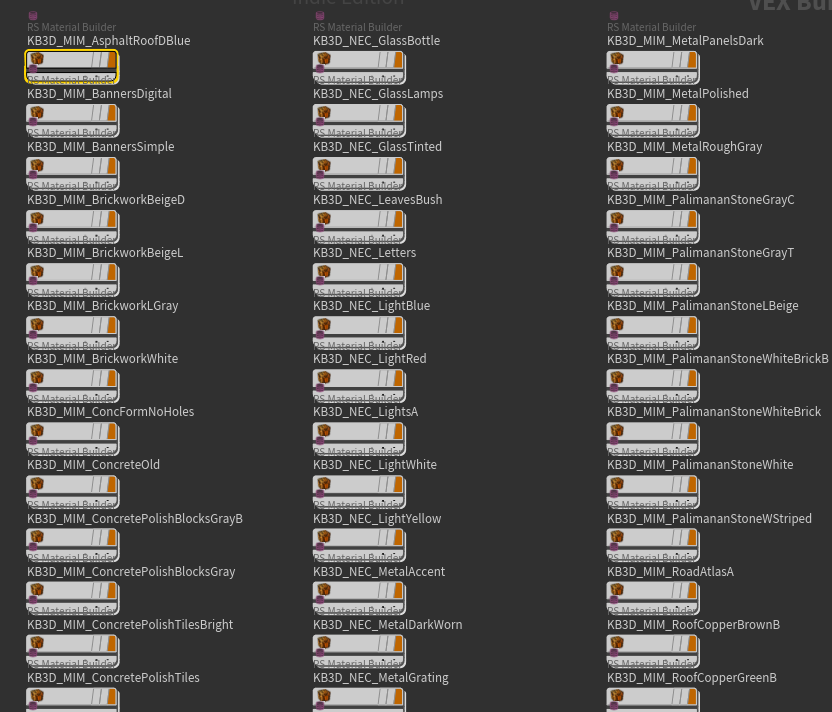 Indie Edition
VEX Bui
RS Material Builder
KB3D_MIM_AsphaltRoofDBlue
RS Material Builder
KB3D_MIM_BannersDigital
RS Material Builder
KB3D_MIM_BannersSimple
RS Material Builder
KB3D_MIM_BrickworkBeigeD
RS Material Builder
KB3D_MIM_BrickworkBeigeL
RS Material Builder
KB3D_MIM_BrickworkLGray
RS Material Builder
KB3D_MIM_BrickworkWhite
RS Material Builder
KB3D_MIM_ConcFormNoHoles
RS Material Builder
KB3D_MIM_ConcreteOld
RS Material Builder
KB3D_MIM_ConcretePolishBlocksGrayB
RS Material Builder
KB3D_MIM_ConcretePolishBlocksGray
RS Material Builder
KB3D_MIM_ConcretePolishTilesBright
RS Material Builder
KB3D_MIM_ConcretePolishTiles
RS Material Builder
KB3D_NEC_GlassBottle
RS Material Builder
KB3D_NEC_GlassLamps
RS Material Builder
KB3D_NEC_GlassTinted
RS Material Builder
KB3D_NEC_LeavesBush
RS Material Builder
KB3D_NEC_Letters
RS Material Builder
KB3D_NEC_LightBlue
RS Material Builder
KB3D_NEC_LightRed
RS Material Builder
KB3D_NEC_LightsA
RS Material Builder
KB3D_NEC_LightWhite
RS Material Builder
KB3D_NEC_LightYellow
RS Material Builder
KB3D_NEC_MetalAccent
RS Material Builder
KB3D_NEC_MetalDarkWorn
RS Material Builder
KB3D_NEC_MetalGrating
RS Material Builder
KB3D_MIM_MetalPanelsDark
RS Material Builder
KB3D_MIM_MetalPolished
RS Material Builder
KB3D_MIM_MetalRoughGray
RS Material Builder
KB3D_MIM_PalimananStoneGrayC
RS Material Builder
KB3D_MIM_PalimananStoneGrayT
RS Material Builder
KB3D_MIM_PalimananStoneLBeige
RS Material Builder
KB3D_MIM_PalimananStoneWhiteBrickB
RS Material Builder
KB3D_MIM_PalimananStoneWhiteBrick
RS Material Builder
KB3D_MIM_PalimananStoneWhite
RS Material Builder
KB3D_MIM_PalimananStoneWStriped
RS Material Builder
KB3D_MIM_RoadAtlasA
RS Material Builder
KB3D_MIM_RoofCopperBrownB
RS Material Builder
KB3D_MIM_RoofCopperGreenB